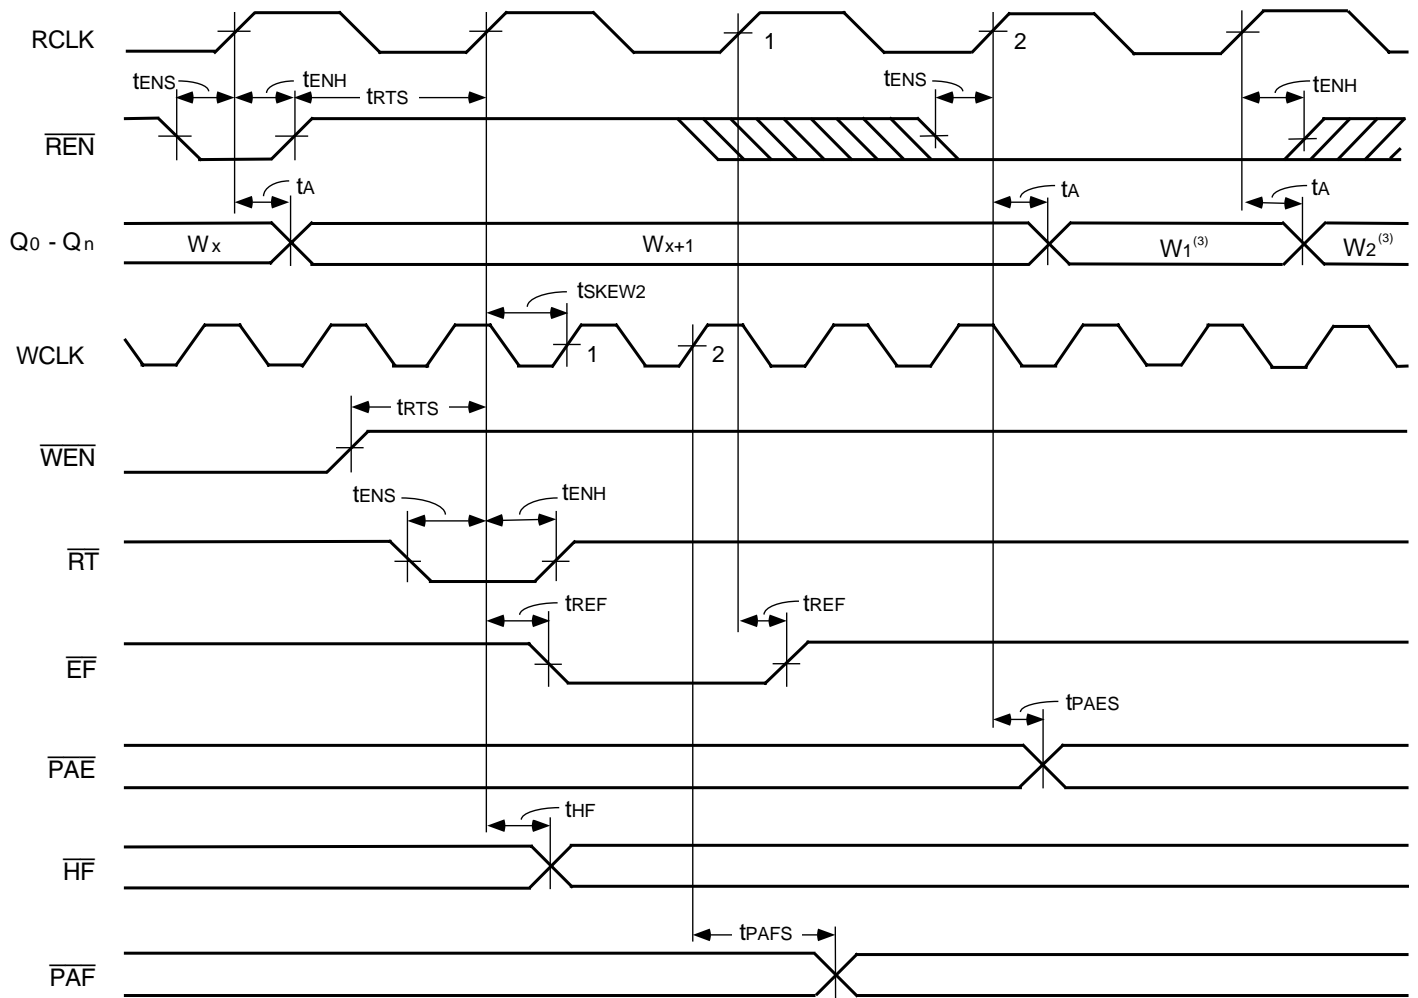 RCLK 1 2
tENS tENH tRTS tENS tENH
REN
tA tA tA
Q0 - Qn Wx Wx+1 W1(3) W2(3)
tSKEW2
WCLK 1 2
tRTS
WEN
tENS tENH
RT
tREF tREF
EF
tPAES
PAE
tHF
HF
tPAFS
PAF